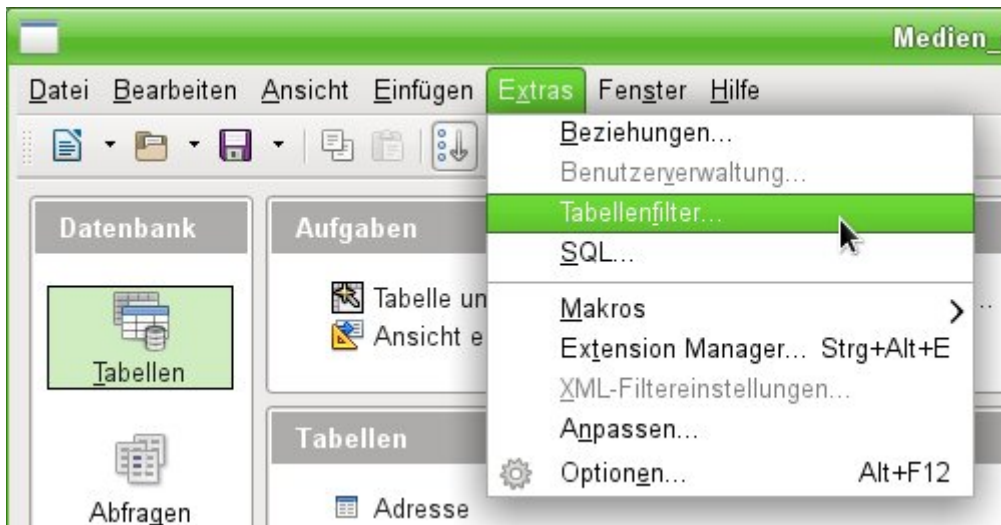 Medien_
Datei Bearbeiten Ansicht Einfügen Extras Fenster Hilfe
Beziehungen...
Benutzerverwaltung...
Tabellenfilter...
SQL...
Makros
Extension Manager... Strg+Alt+E
XML-Filtereinstellungen...
Anpassen...
Optionen... Alt+F12
Datenbank
Tabellen
Abfragen
Aufgaben
Tabelle un
Ansicht e
...
Tabellen
Adresse